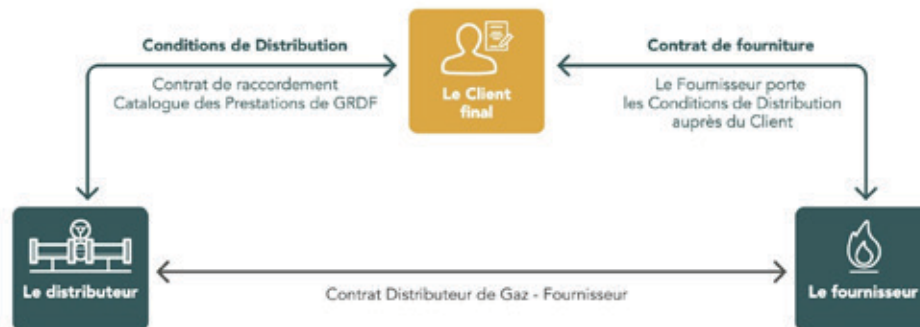 Conditions de Distribution
Contrat de raccordement
Catalogue des Prestations de GRDF
Le Client
final
Contrat de fourniture
Le Fournisseur porte
les Conditions de Distribution
auprès du Client
Le distributeur
Contrat Distributeur de Gaz - Fournisseur
Le fournisseur